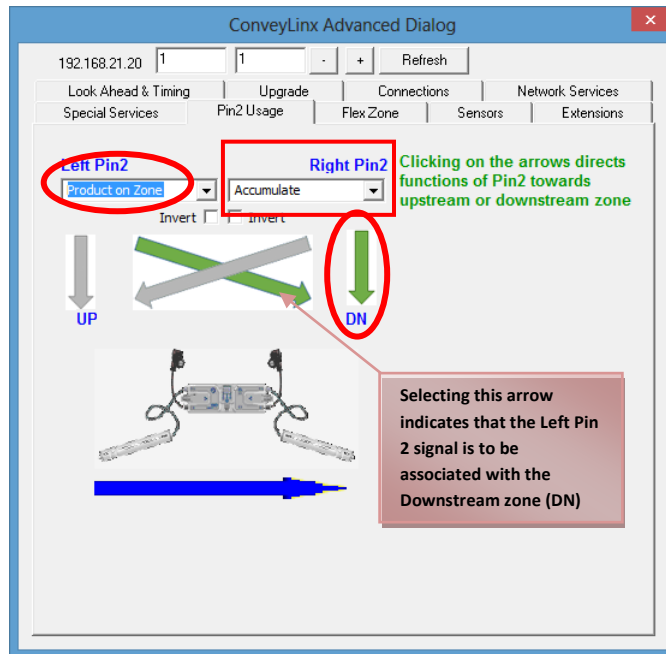 ConveyLinx Advanced Dialog
×
192.168.21.20 1 1 - + Refresh
Look Ahead & Timing Upgrade Connections Network Services
Special Services Pin2 Usage Flex Zone Sensors Extensions
Left Pin2 Right Pin2
Product on Zone Accumulate
Invert Invert
Clicking on the arrows directs
functions of Pin2 towards
upstream or downstream zone
UP DN
Selecting this arrow
indicates that the Left Pin
2 signal is to be
associated with the
Downstream zone (DN)